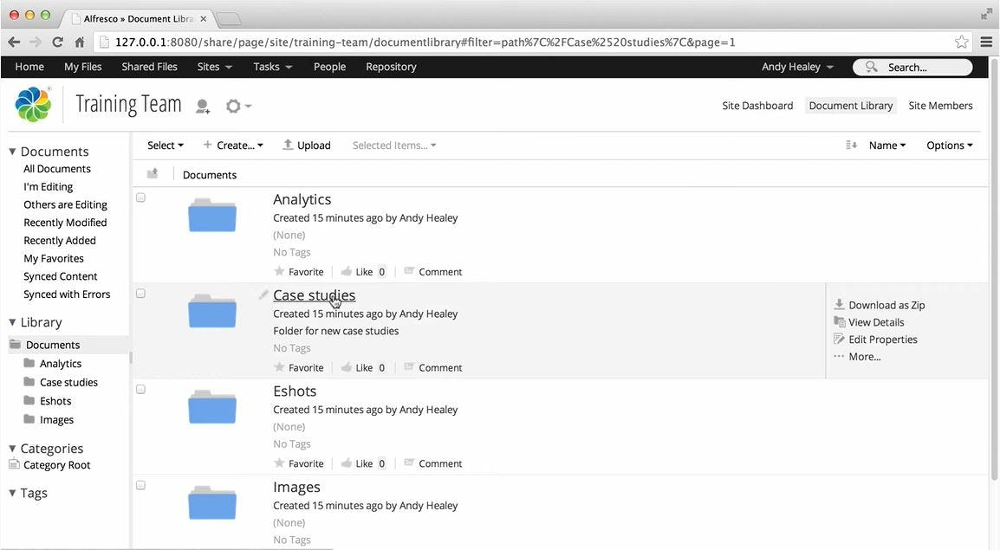 Alfresco » Document Libra
127.0.0.1:8080/share/page/site/training-team/documentlibrary#filter=path%7C%2FCase%2520studies%7C&page=1
Home My Files Shared Files Sites Tasks People Repository Andy Healey Search...
Training Team Site Dashboard Document Library Site Members
Select Create... Upload Selected Items... Name Options
Documents
Documents
All Documents
I'm Editing
Others are Editing
Recently Modified
Recently Added
My Favorites
Synced Content
Synced with Errors
Library
Documents
Analytics
Case studies
Eshots
Images
Categories
Category Root
Tags
Analytics
Created 15 minutes ago by Andy Healey
(None)
No Tags
Favorite Like 0 Comment
Case studies
Created 15 minutes ago by Andy Healey
Folder for new case studies
No Tags
Favorite Like 0 Comment
Download as Zip
View Details
Edit Properties
More...
Eshots
Created 15 minutes ago by Andy Healey
(None)
No Tags
Favorite Like 0 Comment
Images
Created 15 minutes ago by Andy Healey
(None)
No Tags